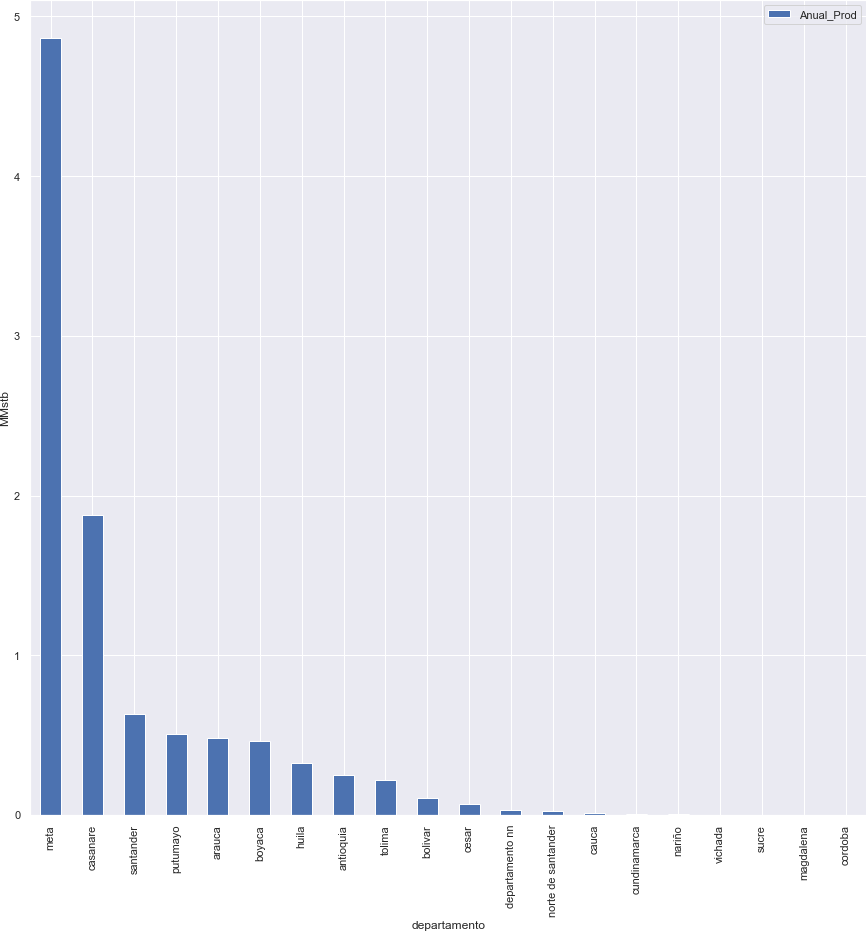 Anual_Prod
5
4
3
2
1
0
MMstb
meta
casanare
santander
putumayo
arauca
boyaca
huila
antioquia
tolima
bolivar
cesar
departamento nn
norte de santander
cauca
cundinamarca
nariño
vichada
sucre
magdalena
cordoba
departamento